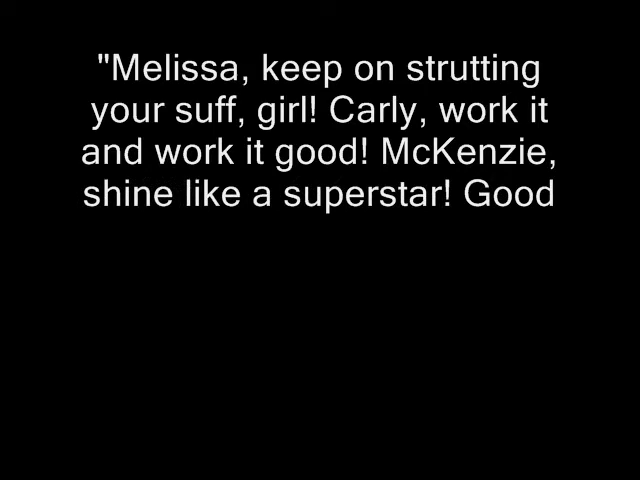 "Melissa, keep on strutting
your suff, girl! Carly, work it
and work it good! McKenzie,
shine like a superstar! Good